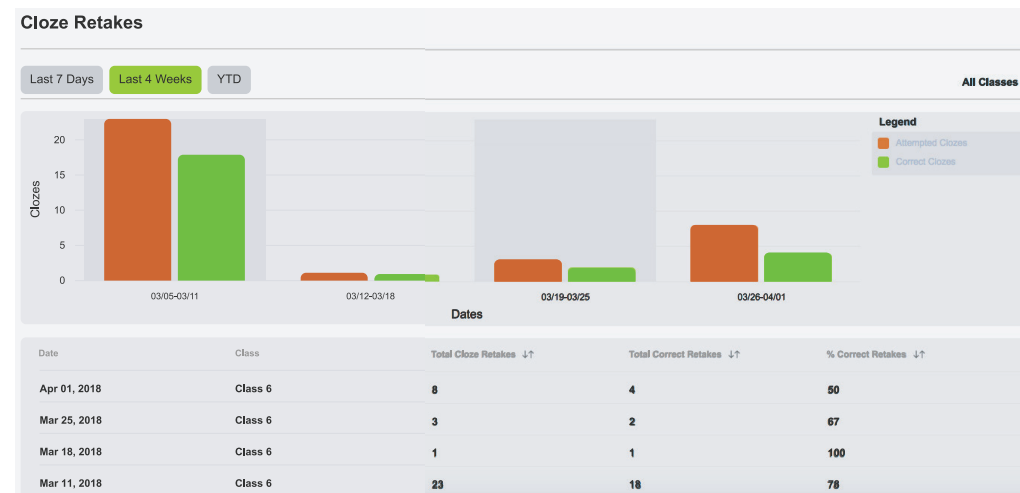 Cloze Retakes
Last 7 Days Last 4 Weeks YTD
All Classes
Legend
Attempted Clozes
Correct Clozes
Clozes
20
15
10
5
0
03/05-03/11 03/12-03/18 03/19-03/25 03/26-04/01
Dates
Date Class Total Cloze Retakes ↓↑ Total Correct Retakes ↓↑ % Correct Retakes ↓↑
Apr 01, 2018 Class 6 8 4 50
Mar 25, 2018 Class 6 3 2 67
Mar 18, 2018 Class 6 1 1 100
Mar 11, 2018 Class 6 23 18 78